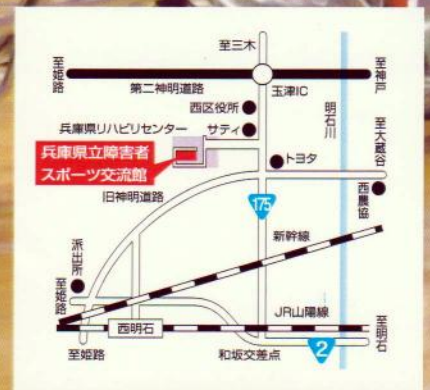 至三木
至姫路
第二神明道路
玉津IC
至神戸
西区役所
明石川
兵庫県リハビリセンター
サティ
至大蔵谷
兵庫県立障害者
スポーツ交流館
トヨタ
旧神明道路
西農協
175
新幹線
派出所
至姫路
JR山陽線
西明石
至明石
至姫路
和坂交差点
2